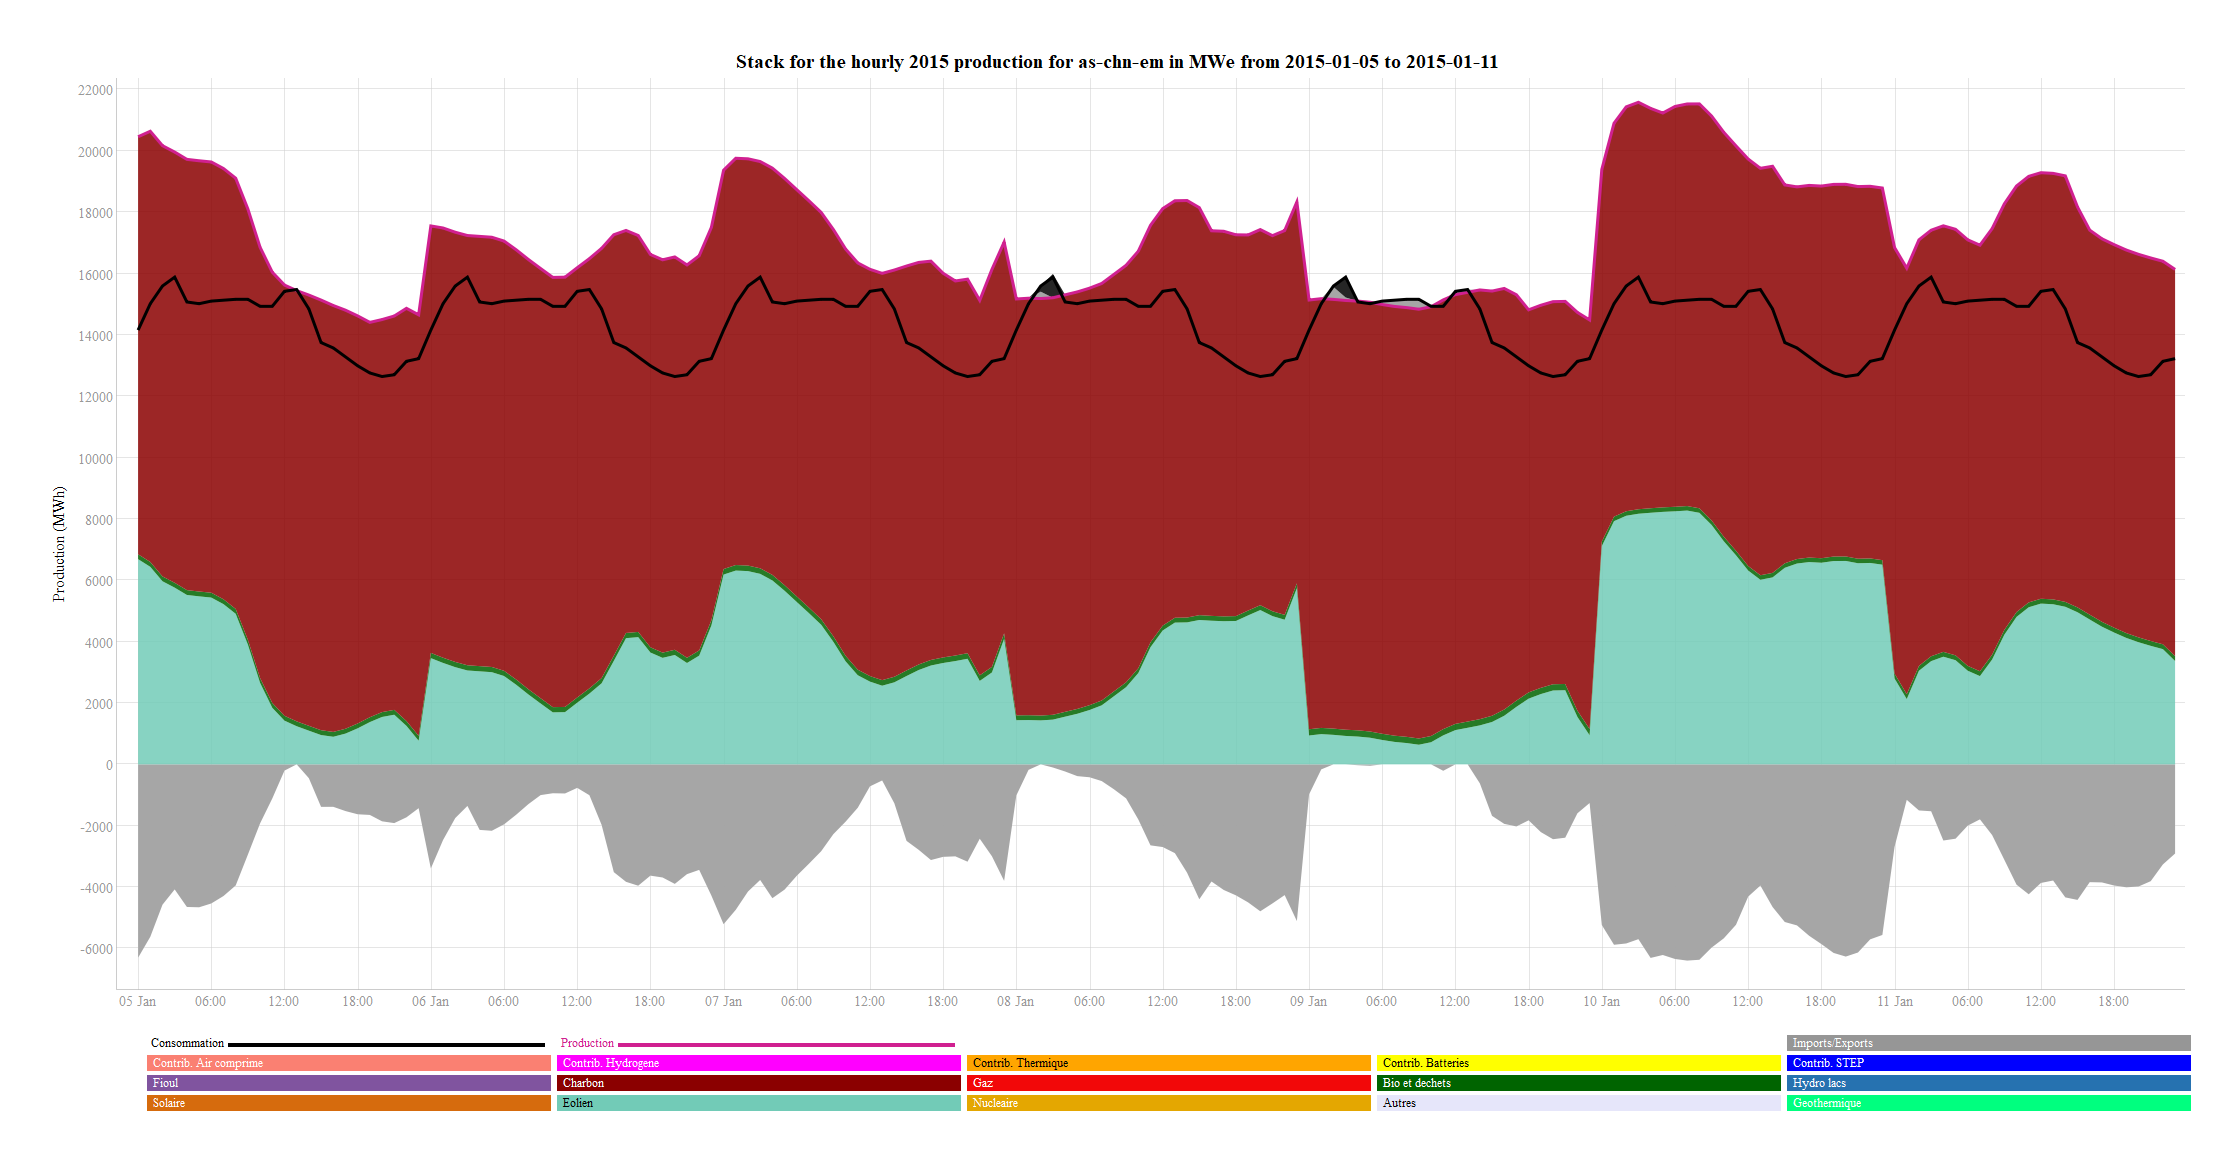 Stack for the hourly 2015 production for as-chn-em in MWe from 2015-01-05 to 2015-01-11
22000
20000
18000
16000
14000
12000
10000
8000
6000
4000
2000
0
-2000
-4000
-6000
Production (MWh)
05 Jan 06:00 12:00 18:00 06 Jan 06:00 12:00 18:00 07 Jan 06:00 12:00 18:00 08 Jan 06:00 12:00 18:00 09 Jan 06:00 12:00 18:00 10 Jan 06:00 12:00 18:00 11 Jan 06:00 12:00 18:00
Consommation Production Imports/Exports
Contrib. Air comprime Contrib. Hydrogene Contrib. Thermique Contrib. Batteries Contrib. STEP
Fioul Charbon Gaz Bio et dechets Hydro lacs
Solaire Eolien Nucleaire Autres Geothermique